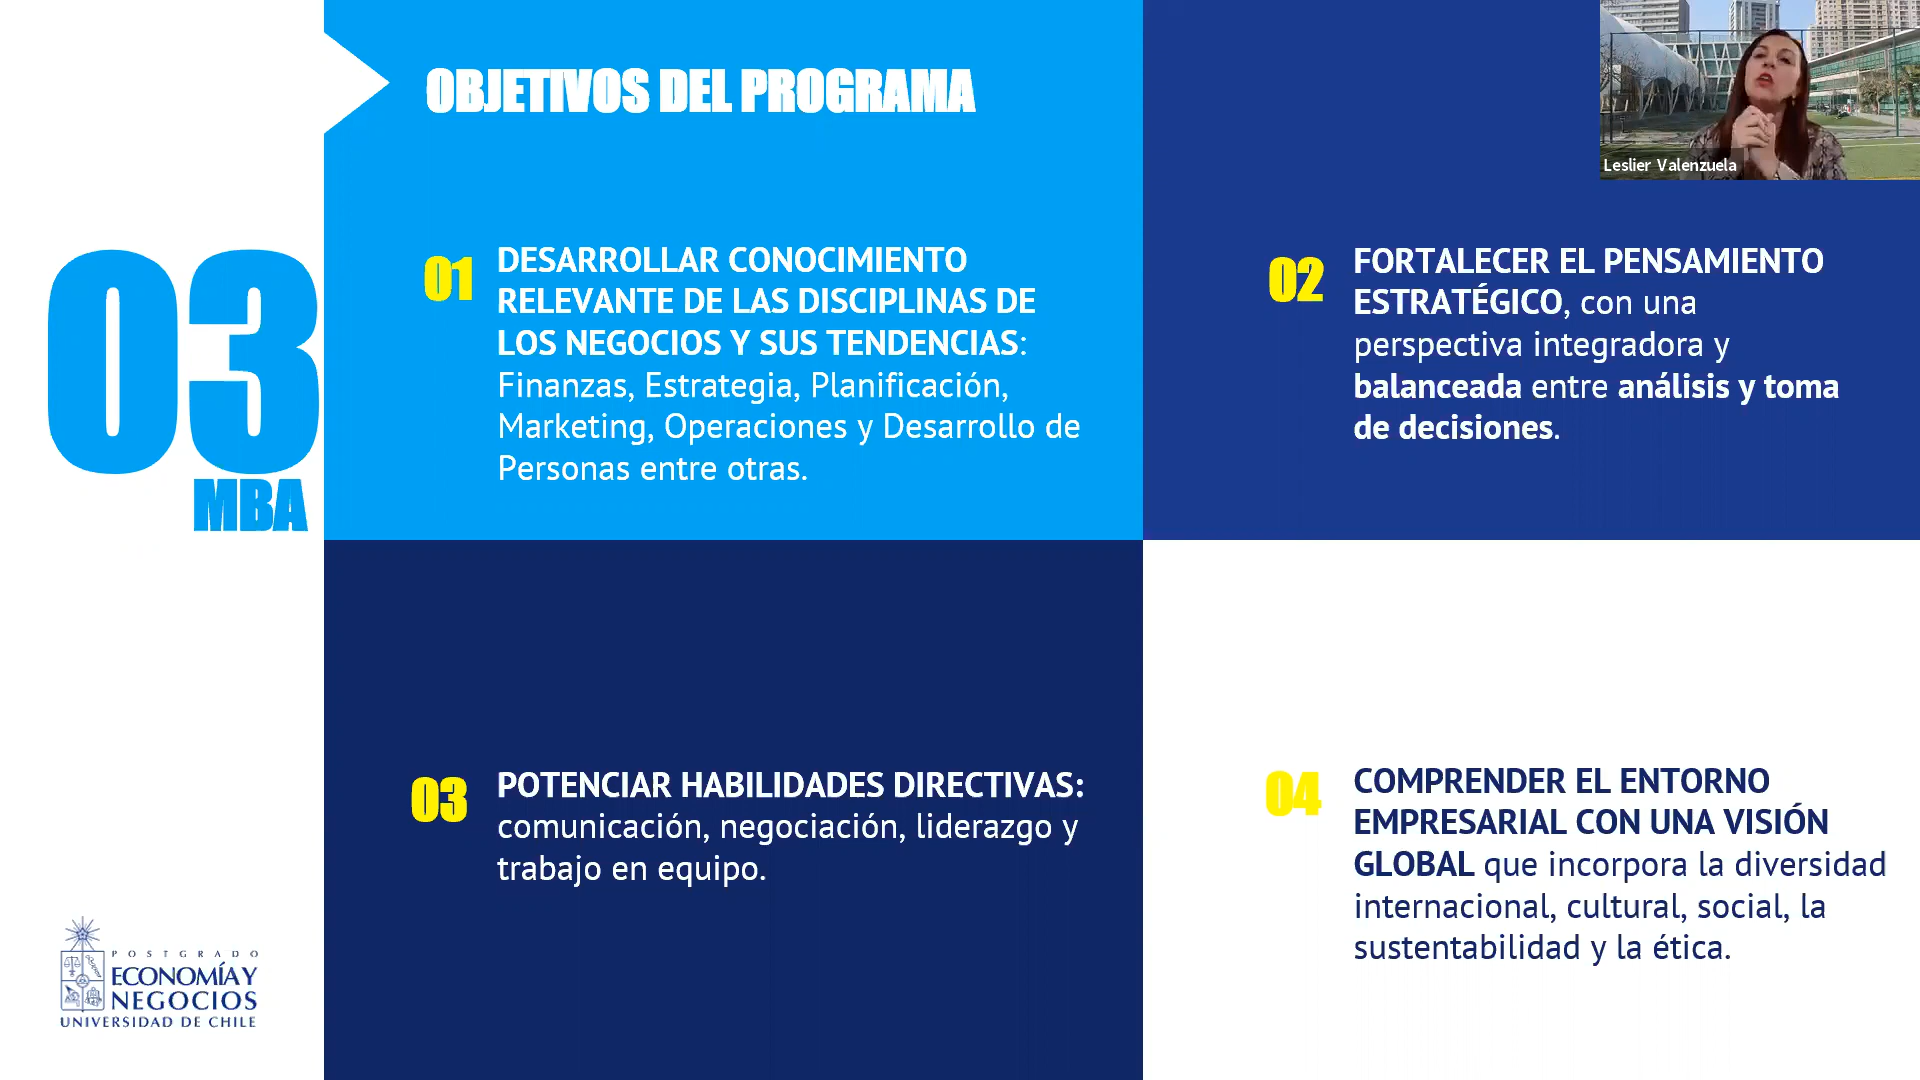 OBJETIVOS DEL PROGRAMA
Leslier Valenzuela
03
MBA
01
DESARROLLAR CONOCIMIENTO
RELEVANTE DE LAS DISCIPLINAS DE
LOS NEGOCIOS Y SUS TENDENCIAS:
Finanzas, Estrategia, Planificación,
Marketing, Operaciones y Desarrollo de
Personas entre otras.
02
FORTALECER EL PENSAMIENTO
ESTRATÉGICO, con una
perspectiva integradora y
balanceada entre análisis y toma
de decisiones.
03
POTENCIAR HABILIDADES DIRECTIVAS:
comunicación, negociación, liderazgo y
trabajo en equipo.
04
COMPRENDER EL ENTORNO
EMPRESARIAL CON UNA VISIÓN
GLOBAL que incorpora la diversidad
internacional, cultural, social, la
sustentabilidad y la ética.
POSTGRADO
ECONOMÍA Y
NEGOCIOS
UNIVERSIDAD DE CHILE